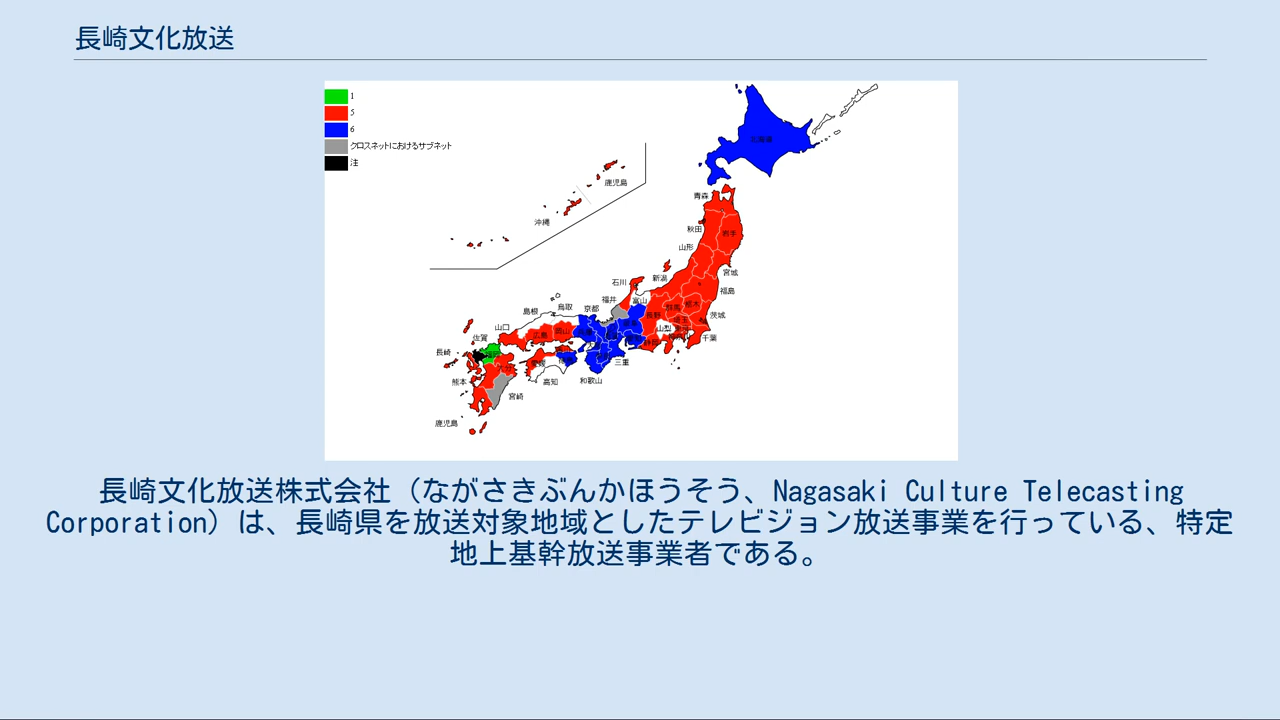 長崎文化放送
1
5
6
クロスネットにおけるサブネット
注
鹿児島
沖縄
北海道
青森
秋田
岩手
山形
宮城
新潟
福島
石川
富山
福井
群馬
栃木
長野
茨城
埼玉
山梨
千葉
静岡
京都
鳥取
島根
岡山
広島
山口
佐賀
長崎
愛媛
三重
和歌山
高知
熊本
宮崎
鹿児島
長崎文化放送株式会社（ながさきぶんかほうそう、Nagasaki Culture Telecasting
Corporation）は、長崎県を放送対象地域としたテレビジョン放送事業を行っている、特定
地上基幹放送事業者である。